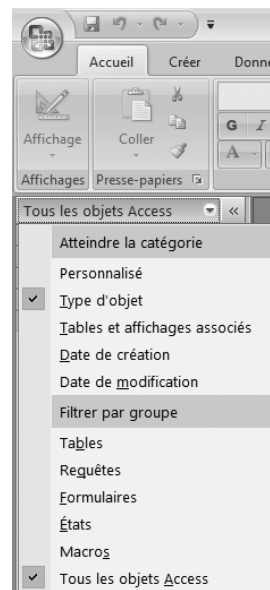 Accueil Créer Donn
Affichage Coller G I
A
Affichages Presse-papiers
Tous les objets Access «
Atteindre la catégorie
Personnalisé
Type d'objet
Tables et affichages associés
Date de création
Date de modification
Filtrer par groupe
Tables
Requêtes
Formulaires
États
Macros
Tous les objets Access